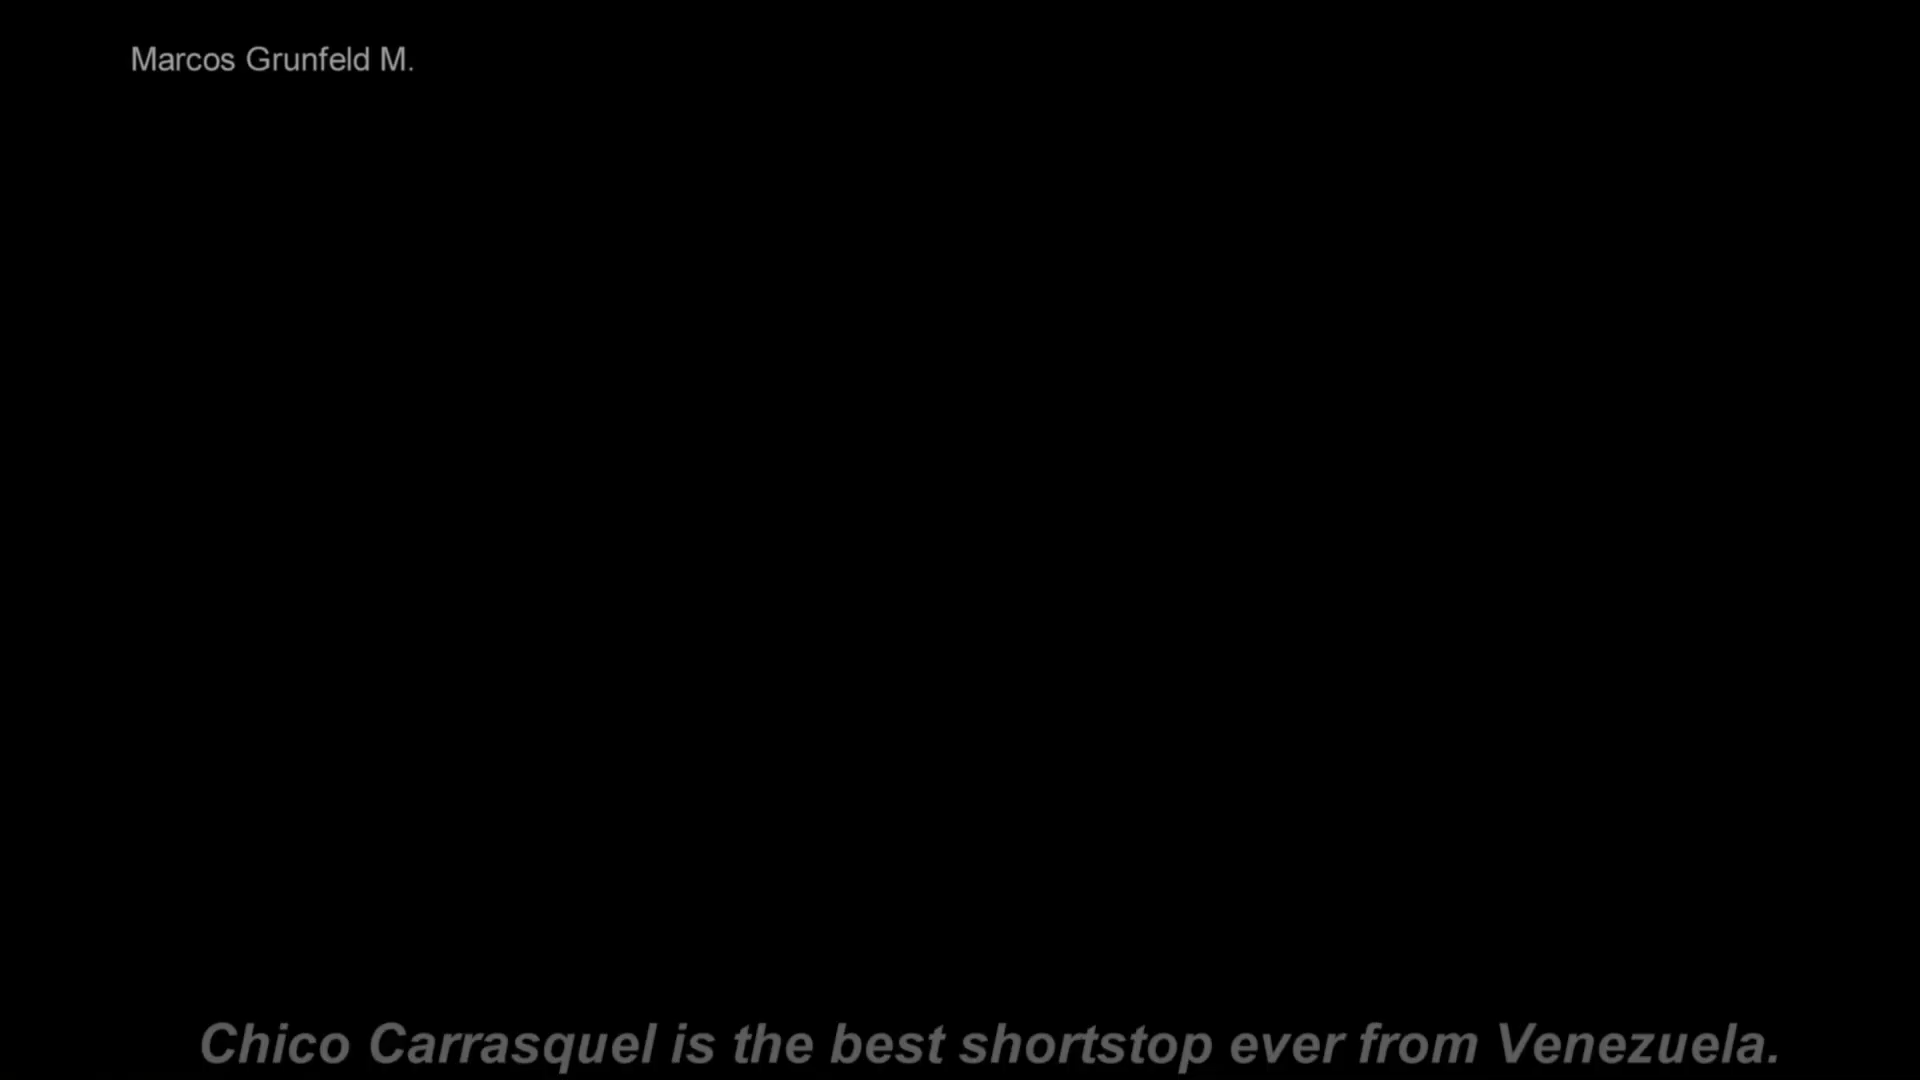 Marcos Grunfeld M.
Chico Carrasquel is the best shortstop ever from Venezuela.